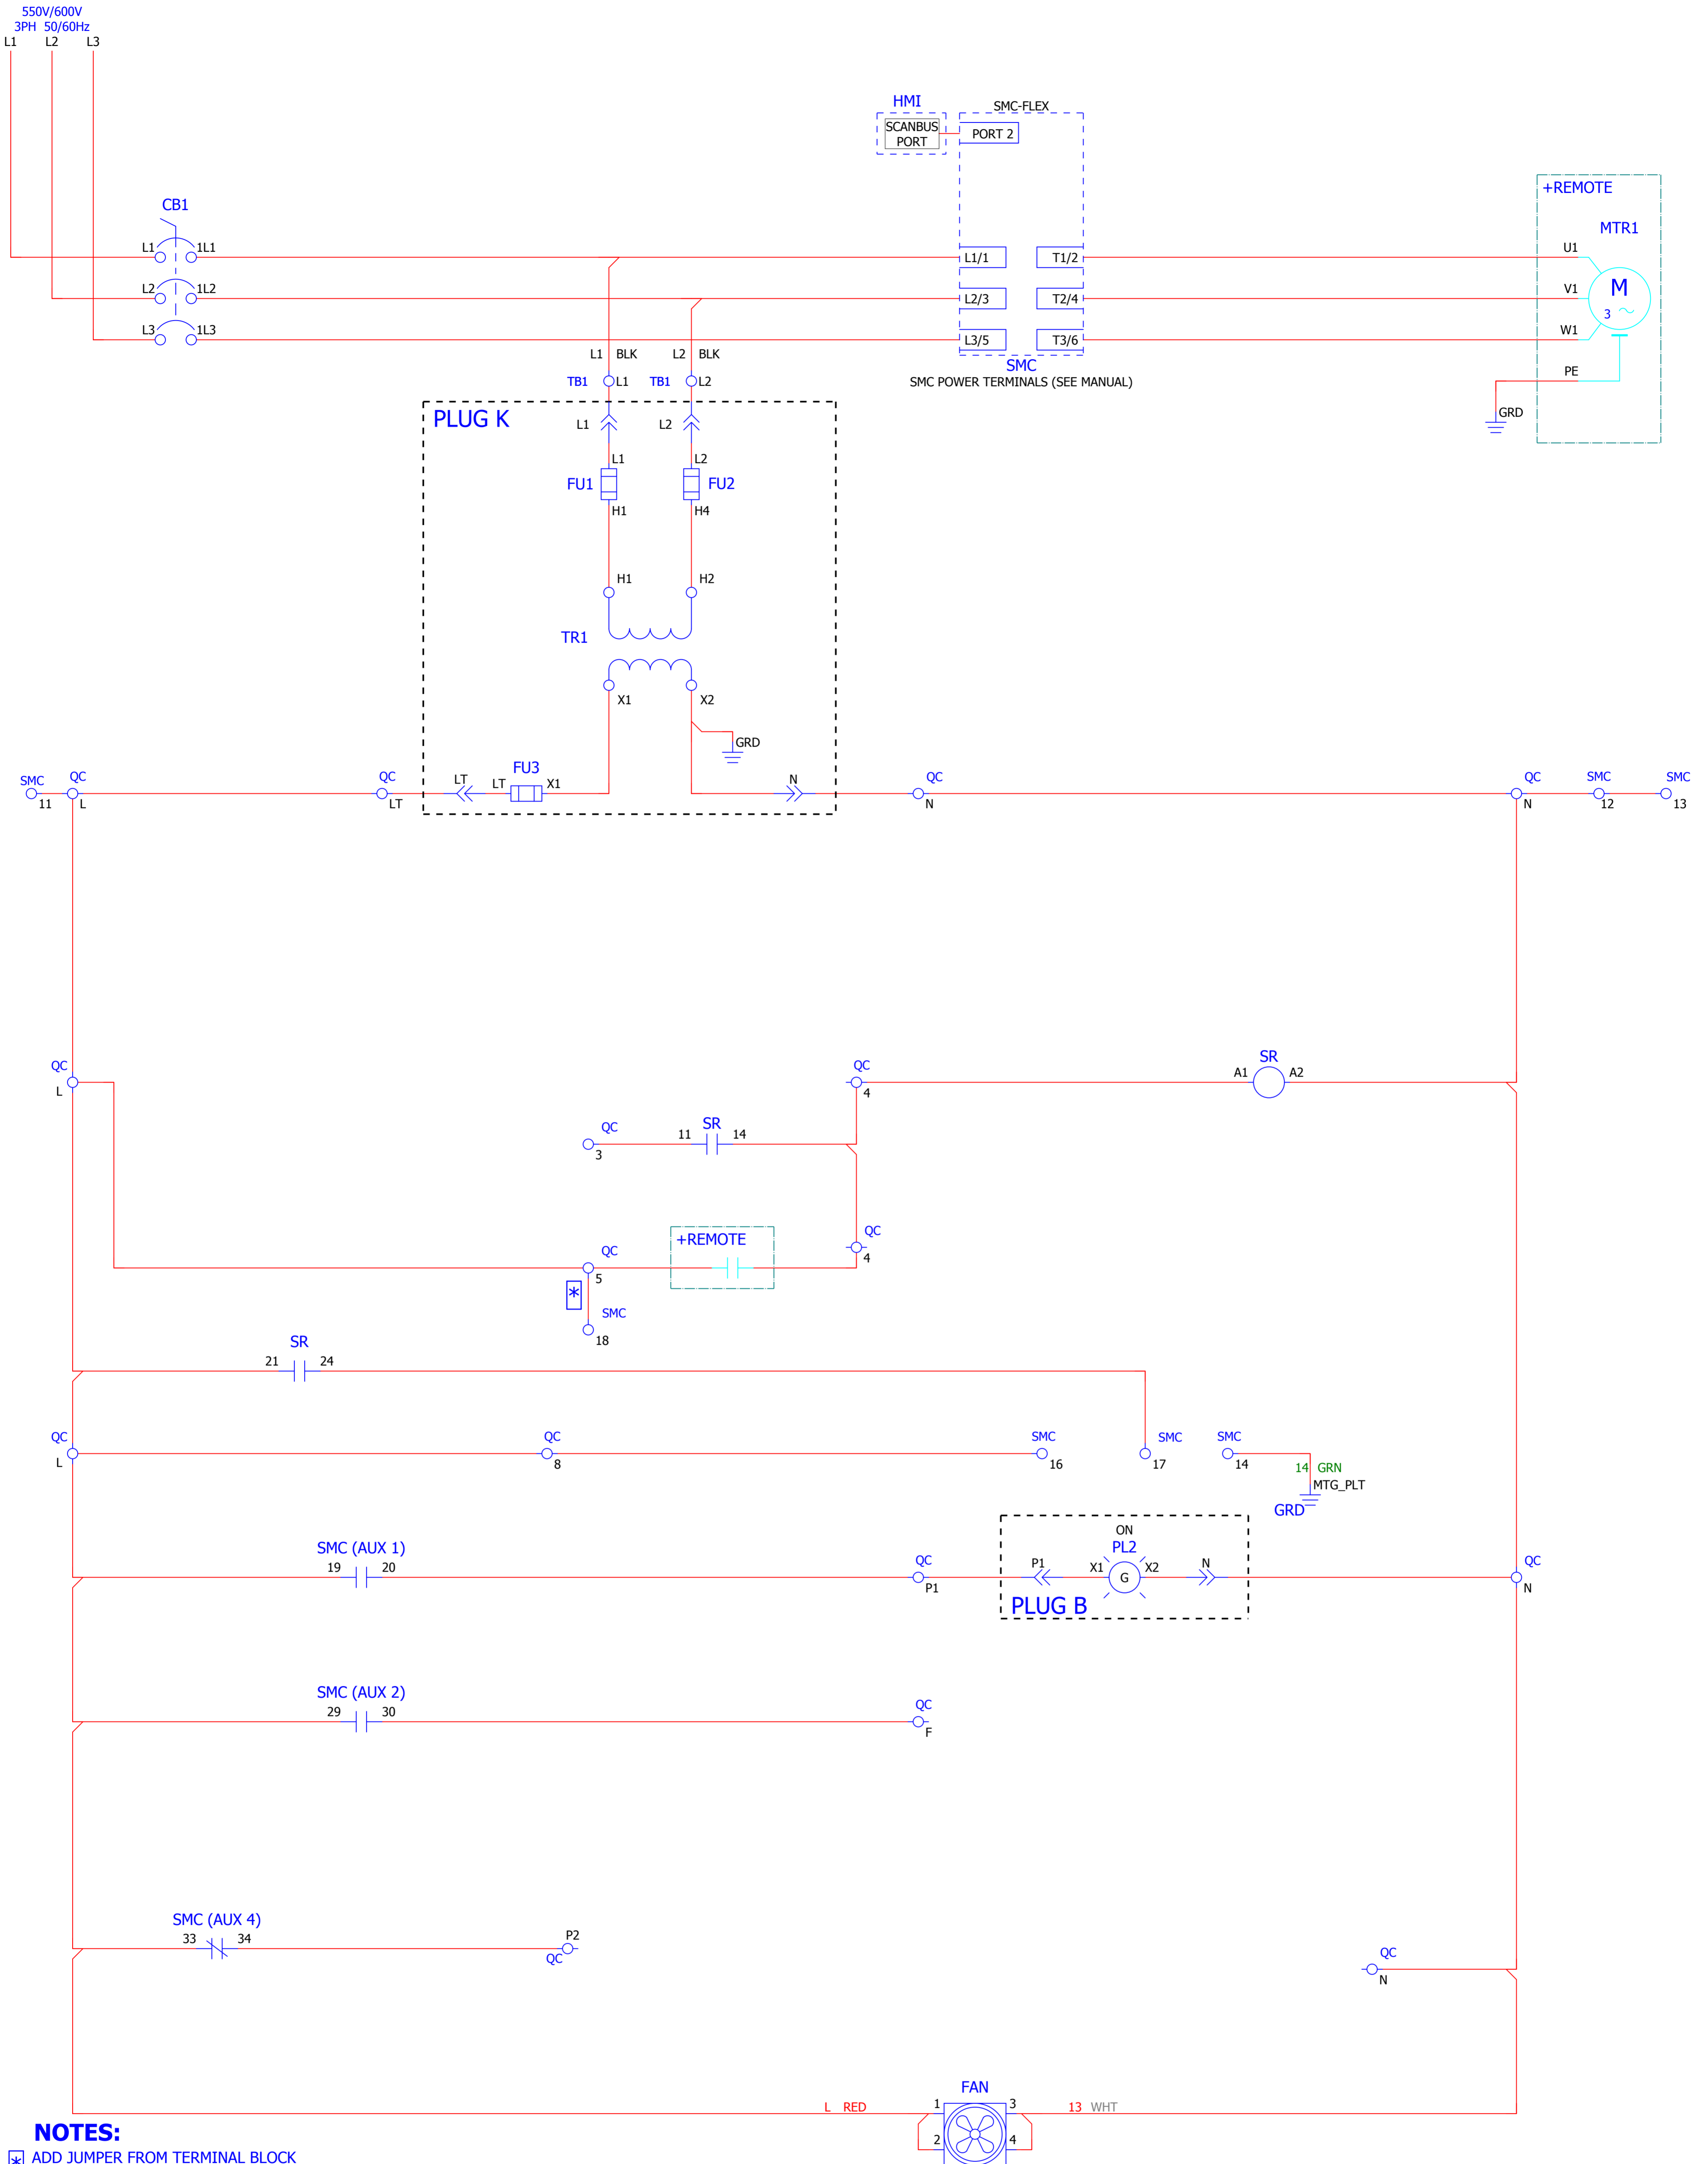 550V/600V
3PH 50/60Hz
L1 L2 L3
HMI
SMC-FLEX
SCANBUS
PORT
PORT 2
+REMOTE
CB1
MTR1
L1 1L1
L1/1 T1/2
U1
L2 1L2
L2/3 T2/4
V1
M
3
L3 1L3
L3/5 T3/6
W1
L1 BLK L2 BLK
SMC
SMC POWER TERMINALS (SEE MANUAL)
PE
TB1 L1 TB1 L2
GRD
PLUG K
L1 L2
L1 L2
FU1 FU2
H1 H4
H1 H2
TR1
X1 X2
GRD
SMC QC QC LT LT FU3 X1 N QC QC SMC SMC
11 L LT N N 12 13
QC QC SR
L 4 A1 A2
QC 11 SR 14
3
+REMOTE QC
4
QC
5
*
SMC
18
SR
21 24
QC QC SMC SMC SMC
L 8 16 17 14
14 GRN
MTG_PLT
GRD
ON
SMC (AUX 1) PL2
19 20 QC P1 X1 G X2 N QC
P1 N
PLUG B
SMC (AUX 2)
29 30 QC
F
SMC (AUX 4)
33 34 P2
QC
QC
N
FAN
L RED 1 3 13 WHT
2 4
NOTES:
* ADD JUMPER FROM TERMINAL BLOCK